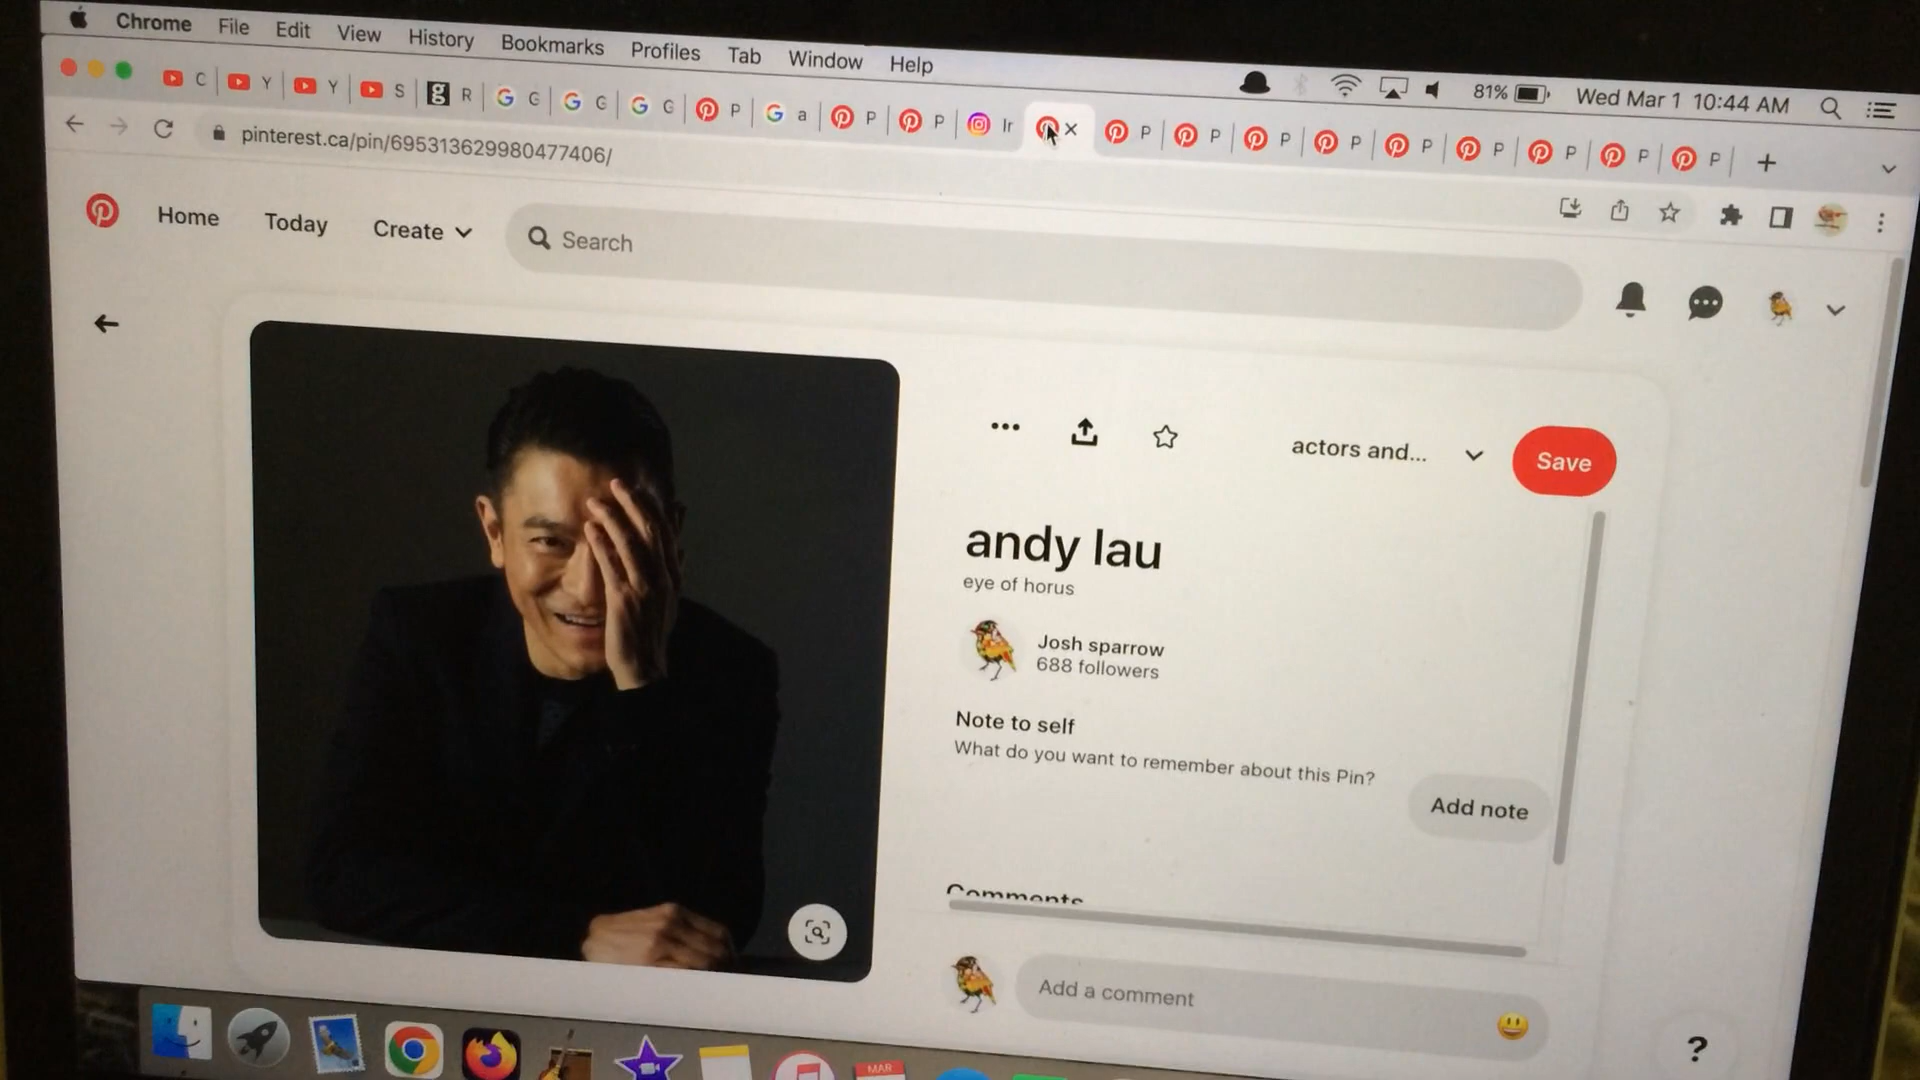 Chrome File Edit View History Bookmarks Profiles Tab Window Help
81% Wed Mar 1 10:44 AM
C Y Y S R G G G P a P P Ir P P P P P P P P P
pinterest.ca/pin/695313629980477406/
Home Today Create
Search
actors and...
Save
andy lau
eye of horus
Josh sparrow
688 followers
Note to self
What do you want to remember about this Pin?
Add note
Comments
Add a comment
?
MAR